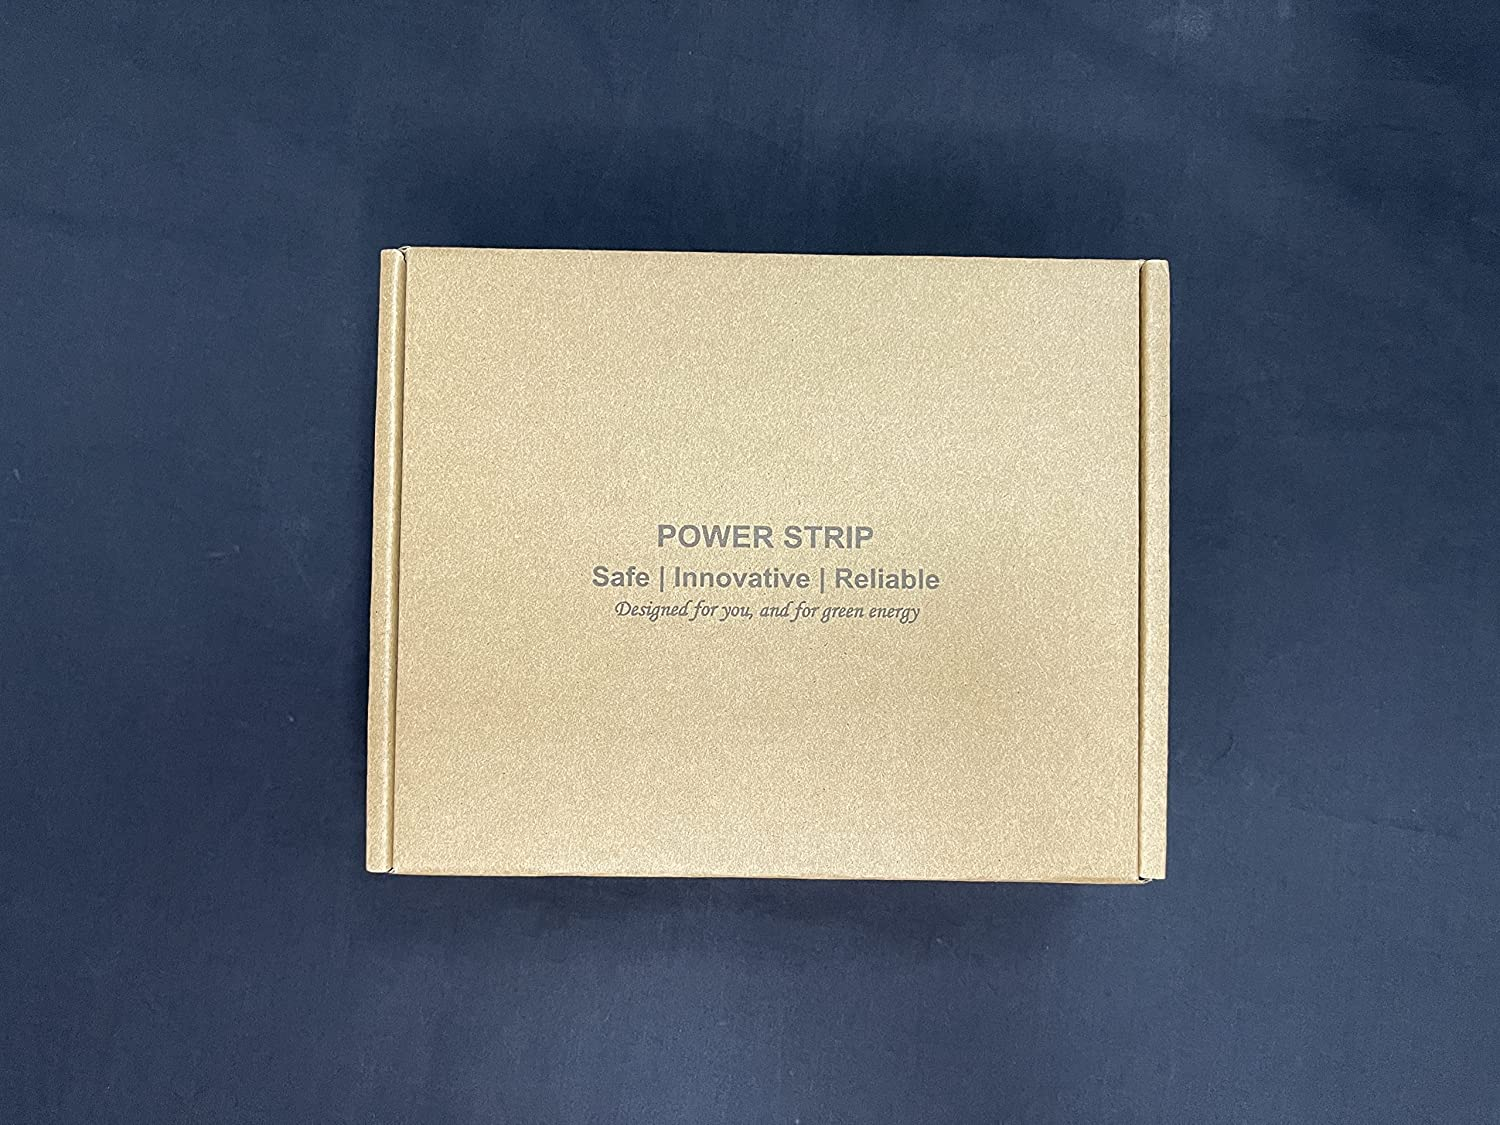 POWER STRIP
Safe | Innovative | Reliable
Designed for you, and for green energy